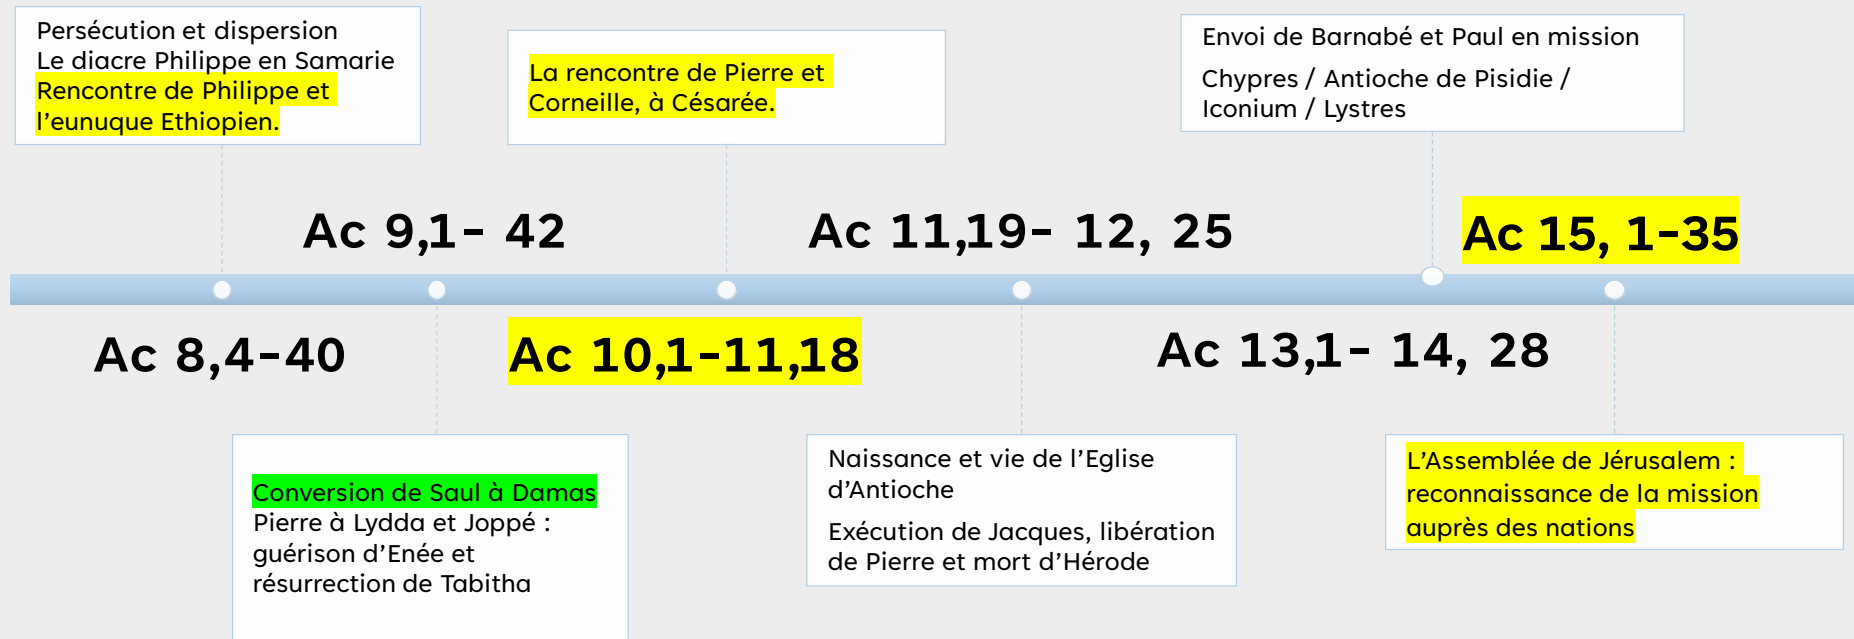 Persécution et dispersion
Le diacre Philippe en Samarie
Rencontre de Philippe et
l’eunuque Ethiopien.
La rencontre de Pierre et
Corneille, à Césarée.
Envoi de Barnabé et Paul en mission
Chypres / Antioche de Pisidie /
Iconium / Lystres
Ac 9,1- 42
Ac 11,19- 12, 25
Ac 15, 1-35
Ac 8,4-40
Ac 10,1-11,18
Ac 13,1- 14, 28
Conversion de Saul à Damas
Pierre à Lydda et Joppé :
guérison d’Enée et
résurrection de Tabitha
Naissance et vie de l’Eglise
d’Antioche
Exécution de Jacques, libération
de Pierre et mort d’Hérode
L’Assemblée de Jérusalem :
reconnaissance de la mission
auprès des nations